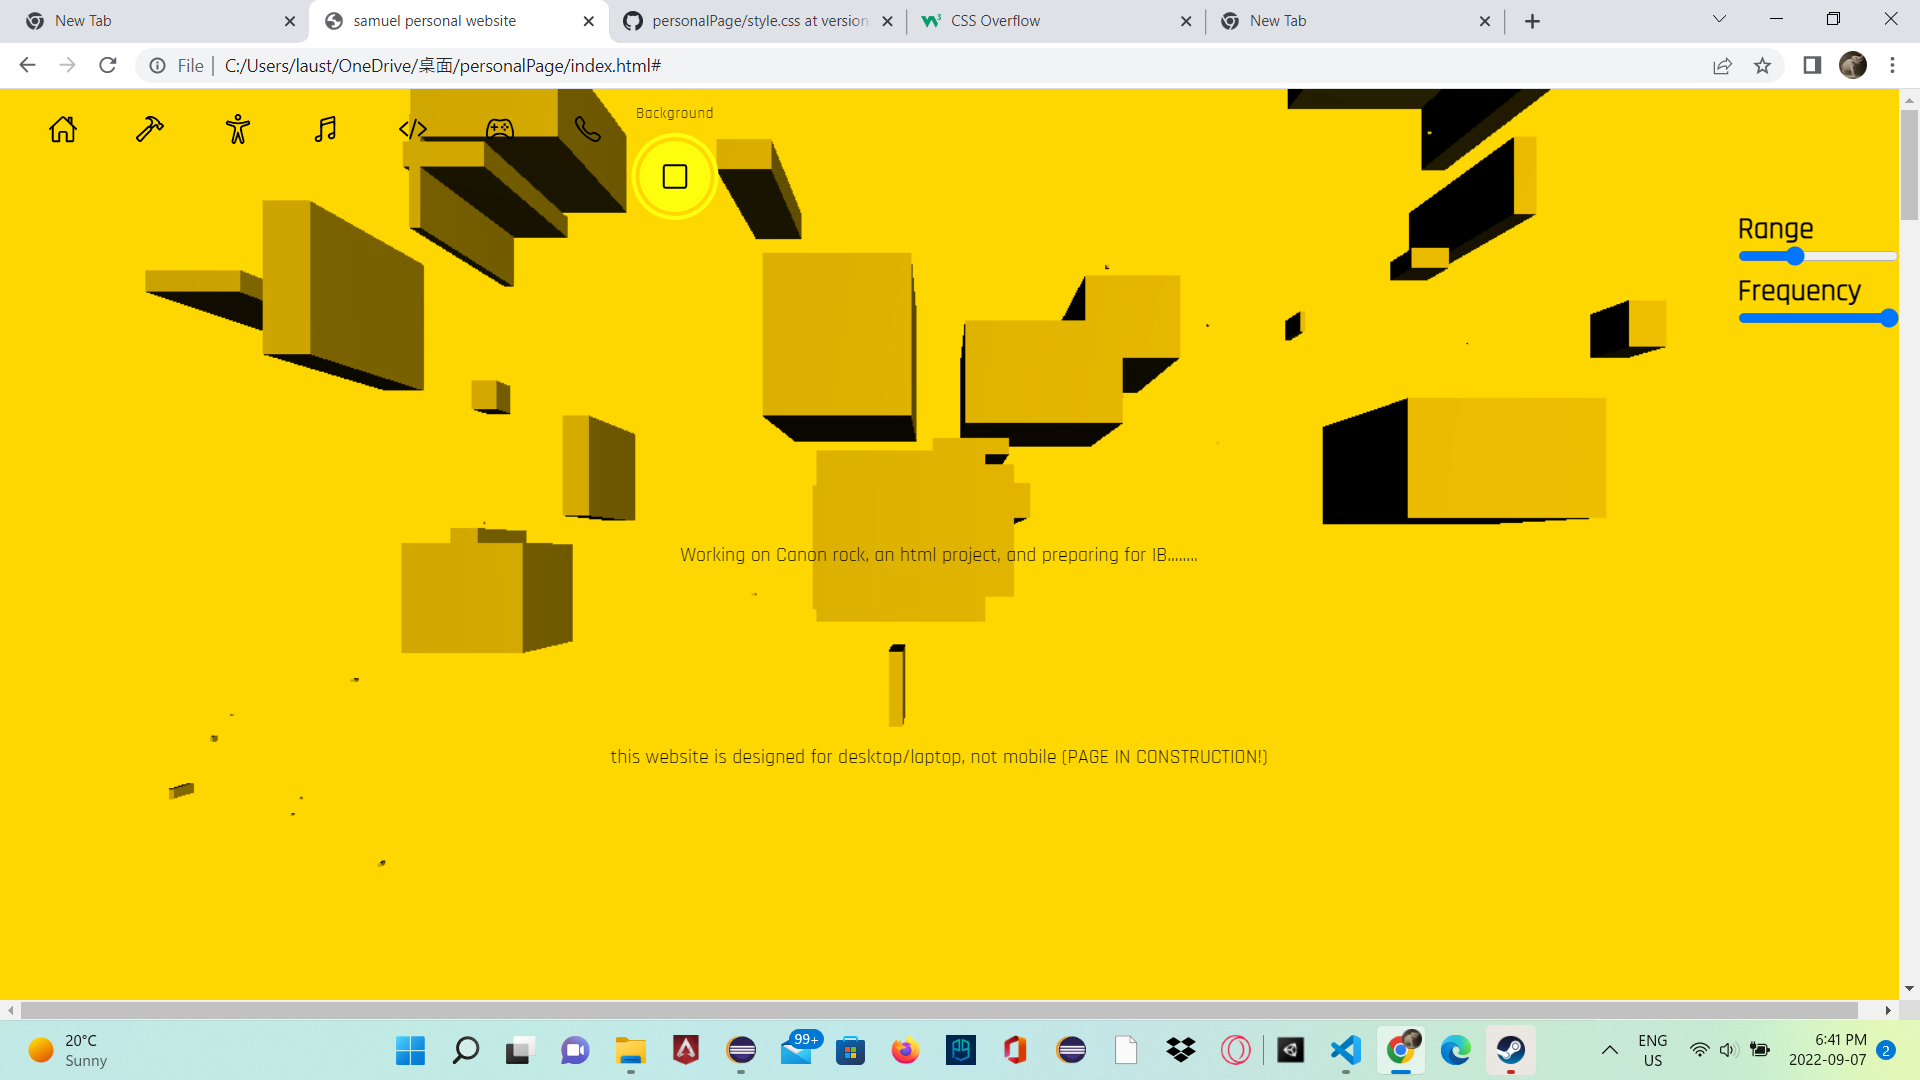 New Tab
samuel personal website
personalPage/style.css at version
CSS Overflow
New Tab
File
C:/Users/laust/OneDrive/桌面/personalPage/index.html#
Background
Range
Frequency
Working on Canon rock, an html project, and preparing for IB........
this website is designed for desktop/laptop, not mobile (PAGE IN CONSTRUCTION!)
20°C
Sunny
99+
ENG
US
6:41 PM
2022-09-07
2